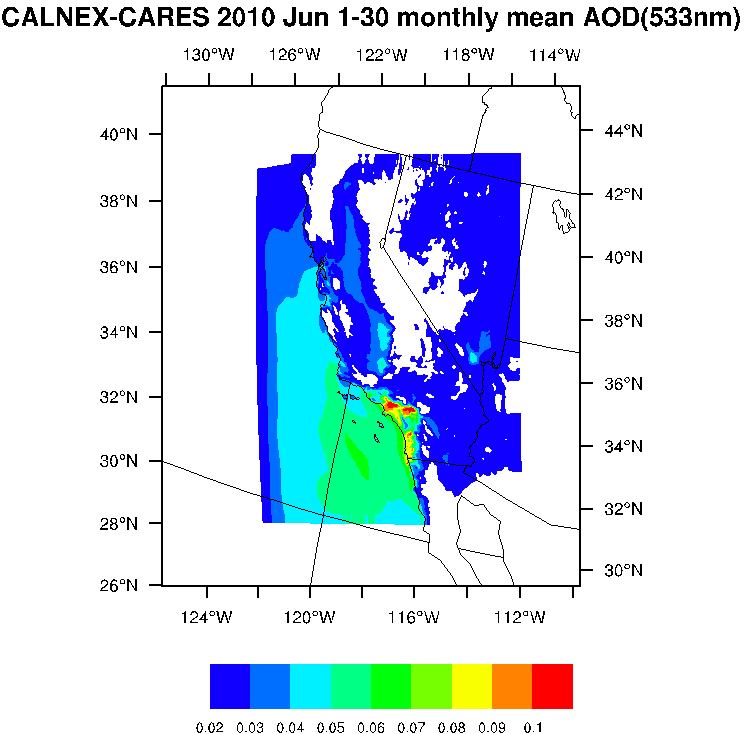 CALNEX-CARES 2010 Jun 1-30 monthly mean AOD(533nm)
130°W 126°W 122°W 118°W 114°W
40°N 44°N
38°N 42°N
36°N 40°N
34°N 38°N
32°N 36°N
30°N 34°N
28°N 32°N
26°N 30°N
124°W 120°W 116°W 112°W
0.02 0.03 0.04 0.05 0.06 0.07 0.08 0.09 0.1